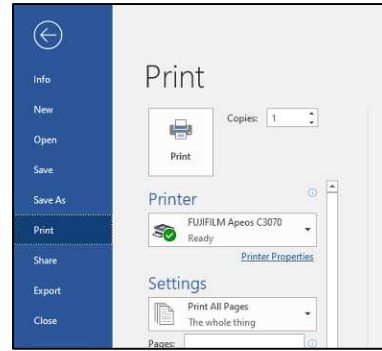 Info
New
Open
Save
Save As
Print
Share
Export
Close
Print
Print
Copies: 1
Printer
FUJIFILM Apeos C3070
Ready
Printer Properties
Settings
Print All Pages
The whole thing
Pages: